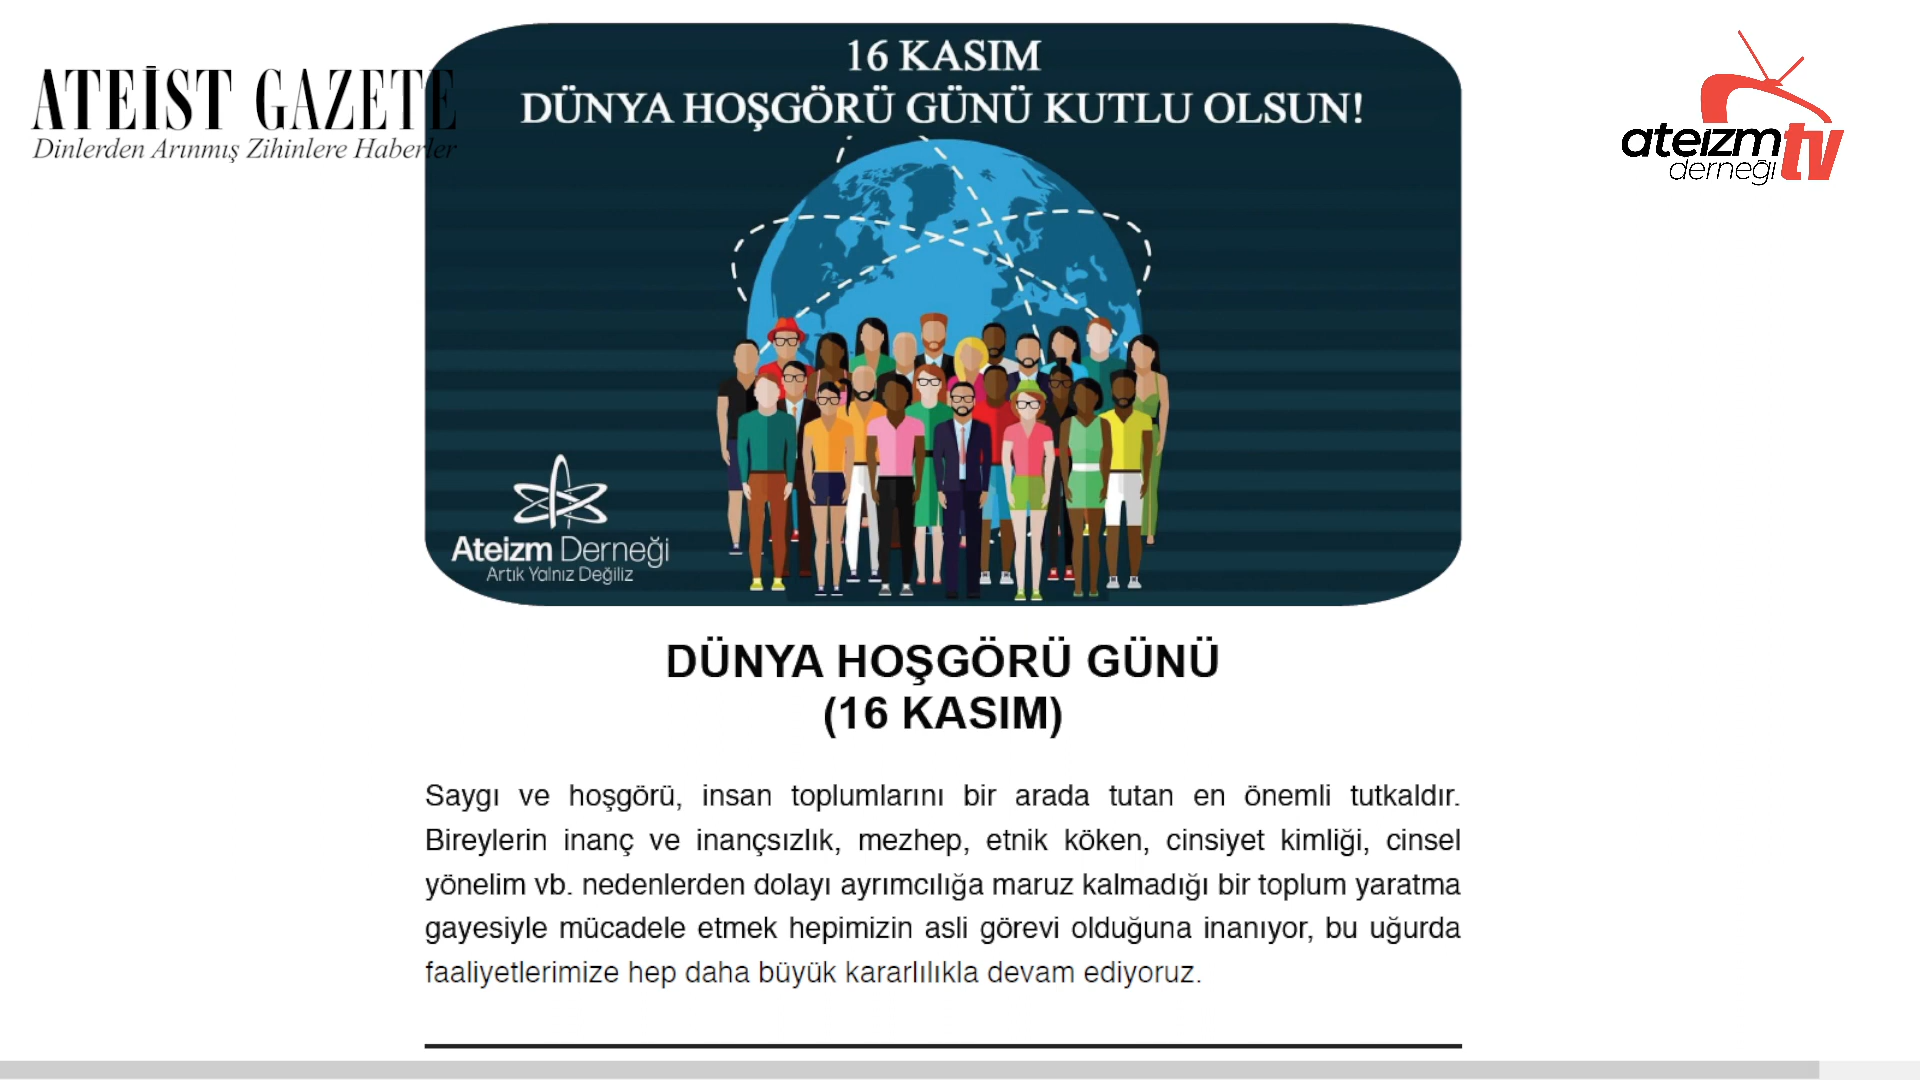 ATEİST GAZETE
Dinlerden Arınmış Zihinlere Haberler
16 KASIM
DÜNYA HOŞGÖRÜ GÜNÜ KUTLU OLSUN!
ateizm
derneği
tv
Ateizm Derneği
Artık Yalnız Değiliz
DÜNYA HOŞGÖRÜ GÜNÜ
(16 KASIM)
Saygı ve hoşgörü, insan toplumlarını bir arada tutan en önemli tutkaldır.
Bireylerin inanç ve inançsızlık, mezhep, etnik köken, cinsiyet kimliği, cinsel
yönelim vb. nedenlerden dolayı ayrımcılığa maruz kalmadığı bir toplum yaratma
gayesiyle mücadele etmek hepimizin asli görevi olduğuna inanıyor, bu uğurda
faaliyetlerimize hep daha büyük kararlılıkla devam ediyoruz.